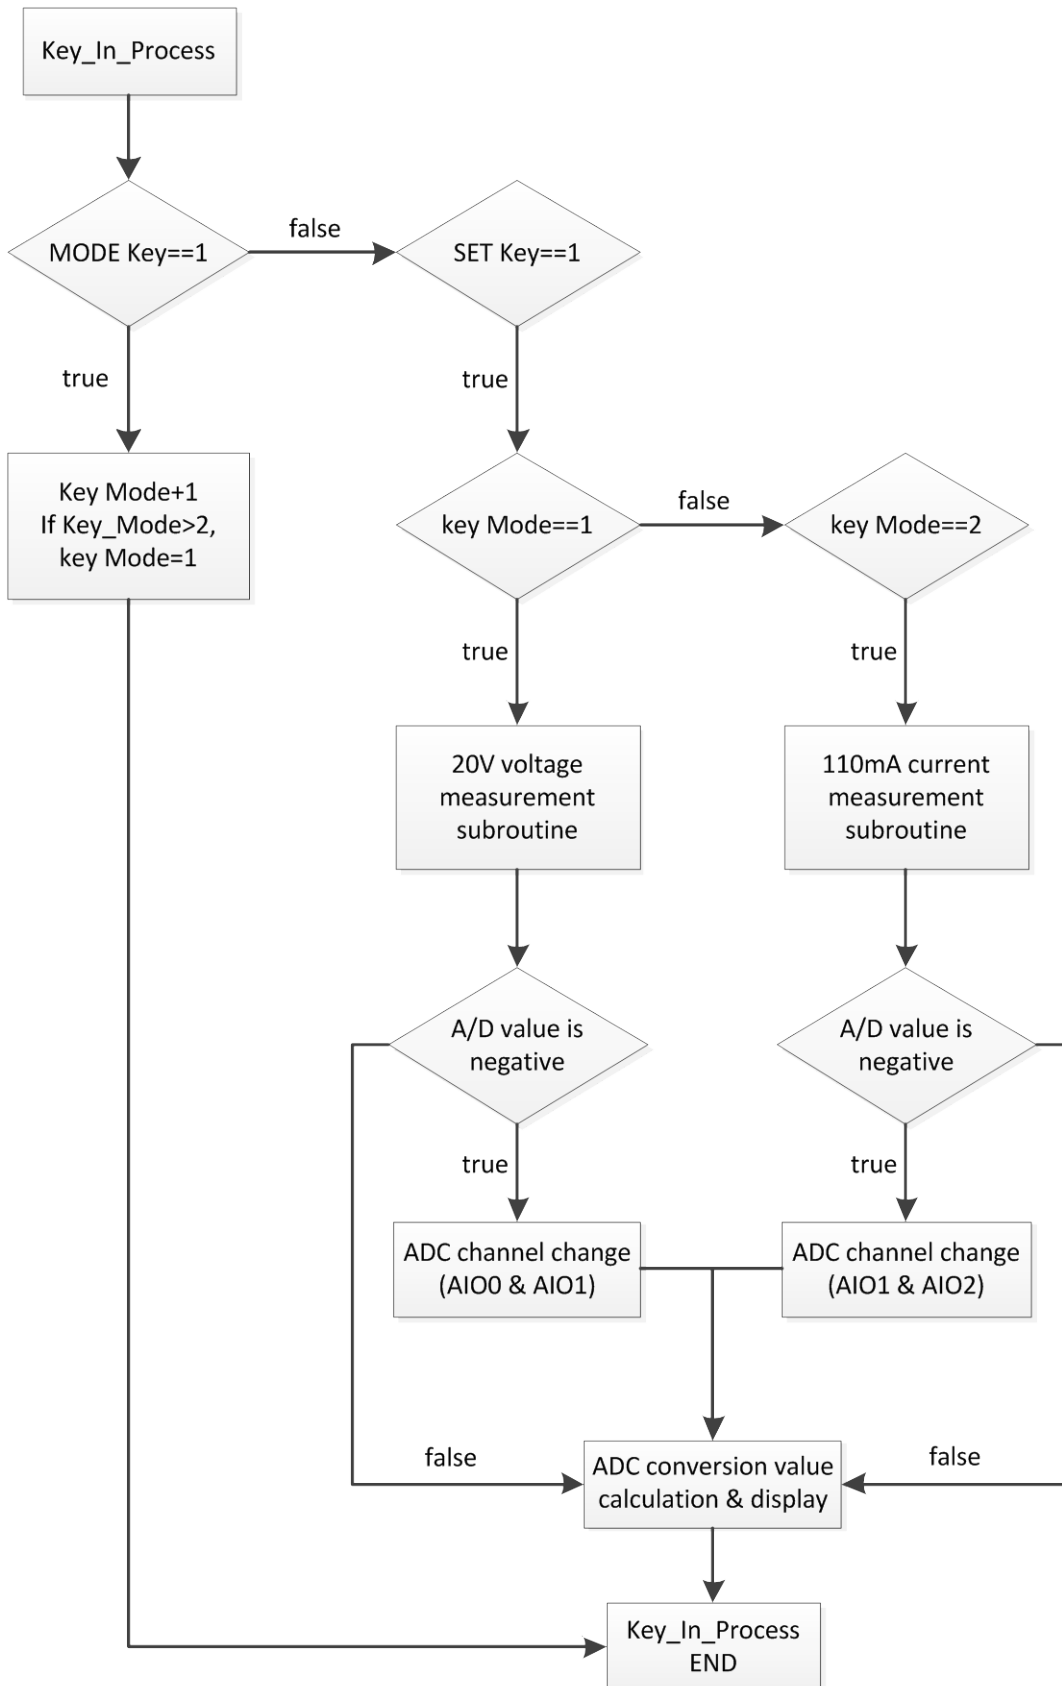 Key_In_Process
MODE Key==1
false
SET Key==1
true
true
Key Mode+1
If Key_Mode>2,
key Mode=1
key Mode==1
false
key Mode==2
true
true
20V voltage
measurement
subroutine
110mA current
measurement
subroutine
A/D value is
negative
A/D value is
negative
true
true
ADC channel change
(AIO0 & AIO1)
ADC channel change
(AIO1 & AIO2)
false
ADC conversion value
calculation & display
false
Key_In_Process
END